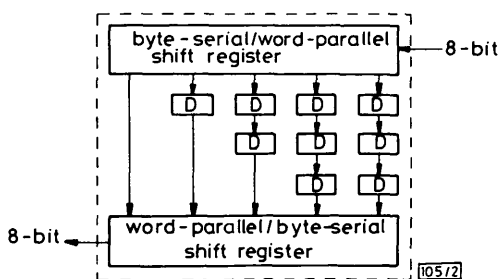 byte-serial/word-parallel
shift register
8-bit
D D D D
D D D
D D
8-bit
word-parallel/byte-serial
shift register
105/2